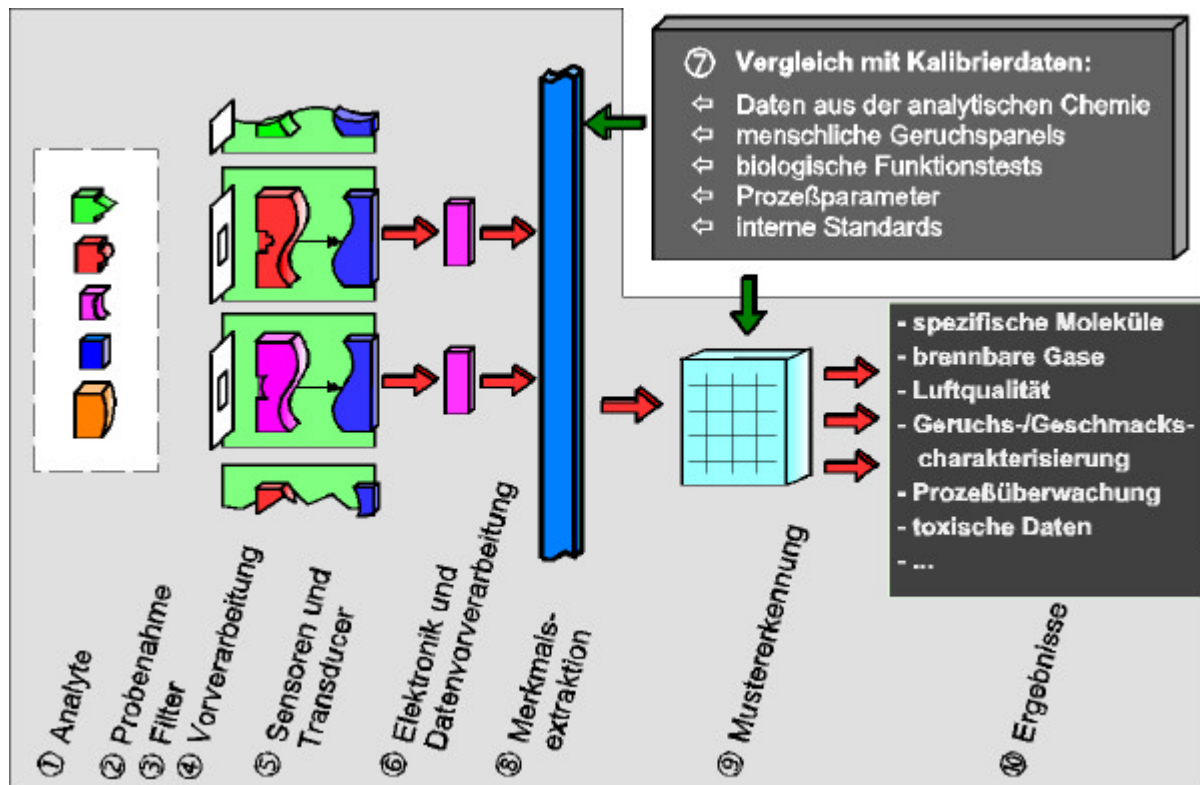 ⑦ Vergleich mit Kalibrierdaten:
⇦ Daten aus der analytischen Chemie
⇦ menschliche Geruchspanels
⇦ biologische Funktionstests
⇦ Prozeßparameter
⇦ interne Standards
- spezifische Moleküle
- brennbare Gase
- Luftqualität
- Geruchs-/Geschmacks-
charakterisierung
- Prozeßüberwachung
- toxische Daten
- ...
① Analyte
② Probenahme
③ Filter
④ Vorverarbeitung
⑤ Sensoren und
Transducer
⑥ Elektronik und
Datenvorverarbeitung
⑧ Merkmals-
extraktion
⑨ Mustererkennung
⑩ Ergebnisse